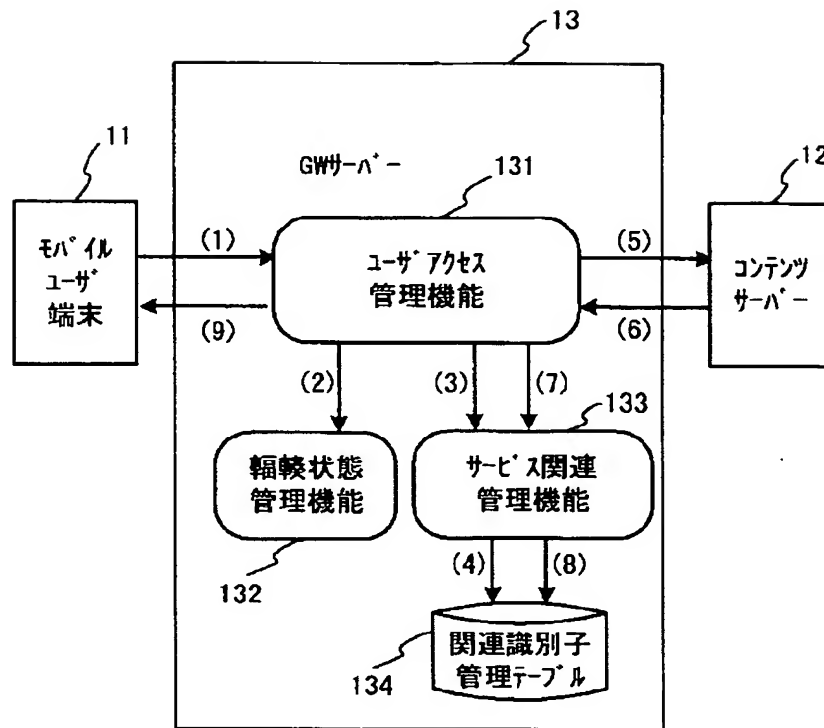 13
11
GWｻｰﾊﾞｰ
131
12
ﾓﾊﾞｲﾙ
ﾕｰｻﾞ
端末
(1)
(9)
ﾕｰｻﾞｱｸｾｽ
管理機能
(5)
(6)
ｺﾝﾃﾝﾂ
ｻｰﾊﾞｰ
(2)
(3)
(7)
133
輻輳状態
管理機能
ｻｰﾋﾞｽ関連
管理機能
132
(4)
(8)
134
関連識別子
管理ﾃｰﾌﾞﾙ